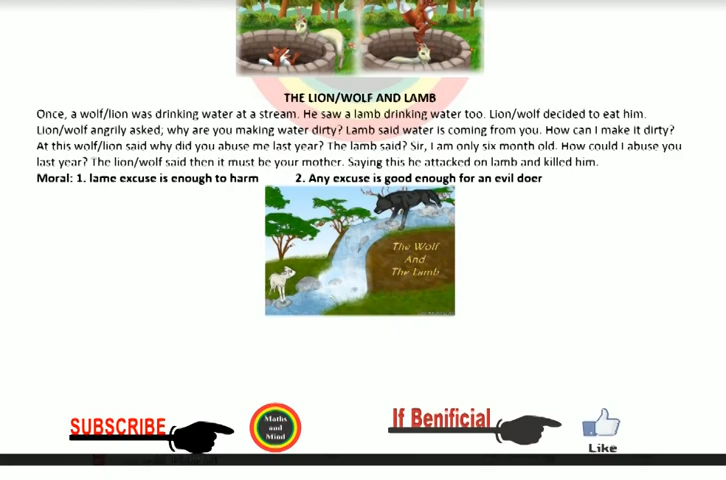 THE LION/WOLF AND LAMB
Once, a wolf/lion was drinking water at a stream. He saw a lamb drinking water too. Lion/wolf decided to eat him.
Lion/wolf angrily asked; why are you making water dirty? Lamb said water is coming from you. How can I make it dirty?
At this wolf/lion said why did you abuse me last year? The lamb said? Sir, I am only six month old. How could I abuse you
last year? The lion/wolf said then it must be your mother. Saying this he attacked on lamb and killed him.
Moral: 1. lame excuse is enough to harm 2. Any excuse is good enough for an evil doer
The Wolf
And
The Lamb
SUBSCRIBE
Maths
and
Mind
If Benificial
Like